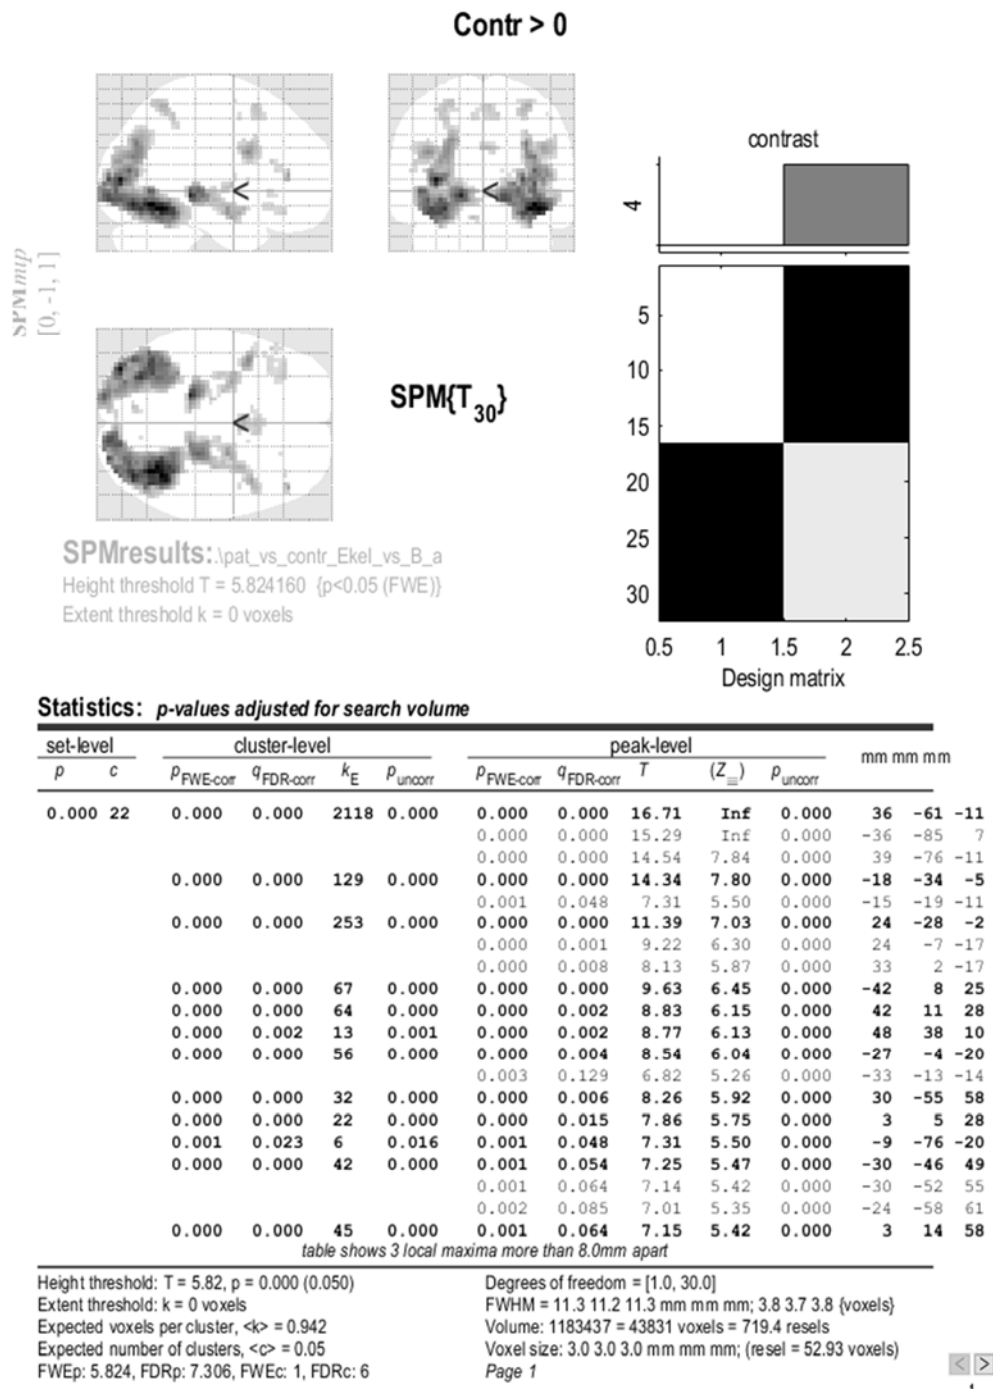 Contr > 0
SPMmip
[0, -1, 1]
<
<
<
SPM{T30}
contrast
4
5
10
15
20
25
30
0.5 1 1.5 2 2.5
Design matrix
SPMresults: .\pat_vs_contr_Ekel_vs_B_a
Height threshold T = 5.824160 {p<0.05 (FWE)}
Extent threshold k = 0 voxels
Statistics: p-values adjusted for search volume
set-level cluster-level peak-level mm mm mm
p c pFWE-corr qFDR-corr kE puncorr pFWE-corr qFDR-corr T (Z≡) puncorr
0.000 22 0.000 0.000 2118 0.000 0.000 0.000 16.71 Inf 0.000 36 -61 -11
0.000 0.000 15.29 Inf 0.000 -36 -85 7
0.000 0.000 14.54 7.84 0.000 39 -76 -11
0.000 0.000 129 0.000 0.000 0.000 14.34 7.80 0.000 -18 -34 -5
0.001 0.048 7.31 5.50 0.000 -15 -19 -11
0.000 0.000 253 0.000 0.000 0.000 11.39 7.03 0.000 24 -28 -2
0.000 0.001 9.22 6.30 0.000 24 -7 -17
0.000 0.008 8.13 5.87 0.000 33 2 -17
0.000 0.000 67 0.000 0.000 0.000 9.63 6.45 0.000 -42 8 25
0.000 0.000 64 0.000 0.000 0.002 8.83 6.15 0.000 42 11 28
0.000 0.002 13 0.001 0.000 0.002 8.77 6.13 0.000 48 38 10
0.000 0.000 56 0.000 0.000 0.004 8.54 6.04 0.000 -27 -4 -20
0.003 0.129 6.82 5.26 0.000 -33 -13 -14
0.000 0.000 32 0.000 0.000 0.006 8.26 5.92 0.000 30 -55 58
0.000 0.000 22 0.000 0.000 0.015 7.86 5.75 0.000 3 5 28
0.001 0.023 6 0.016 0.001 0.048 7.31 5.50 0.000 -9 -76 -20
0.000 0.000 42 0.000 0.001 0.054 7.25 5.47 0.000 -30 -46 49
0.001 0.064 7.14 5.42 0.000 -30 -52 55
0.002 0.085 7.01 5.35 0.000 -24 -58 61
0.000 0.000 45 0.000 0.001 0.064 7.15 5.42 0.000 3 14 58
table shows 3 local maxima more than 8.0mm apart
Height threshold: T = 5.82, p = 0.000 (0.050)
Extent threshold: k = 0 voxels
Expected voxels per cluster, <k> = 0.942
Expected number of clusters, <c> = 0.05
FWEp: 5.824, FDRp: 7.306, FWEc: 1, FDRc: 6
Degrees of freedom = [1.0, 30.0]
FWHM = 11.3 11.2 11.3 mm mm mm; 3.8 3.7 3.8 {voxels}
Volume: 1183437 = 43831 voxels = 719.4 resels
Voxel size: 3.0 3.0 3.0 mm mm mm; (resel = 52.93 voxels)
Page 1
< >